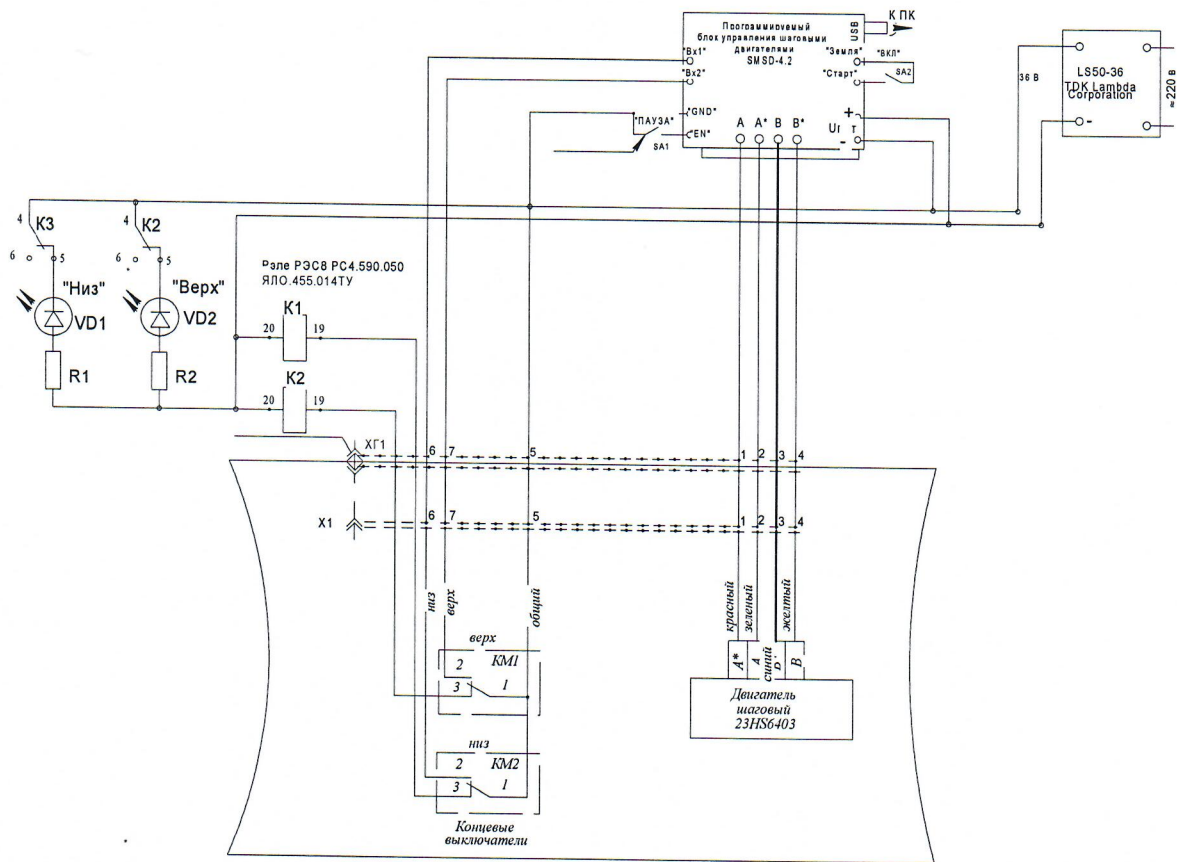 К ПК
USB
Программируемый
блок управления шаговыми
двигателями
SMSD-4.2
"Вх1"
"Вх2"
"Земля"
"ВКЛ"
"Старт"
SA2
36 В
LS50-36
TDK Lambda
Corporation
≈ 220 В
+
-
"GND"
"ПАУЗА"
"EN"
SA1
A A* B B*
4 К3
4 К2
6 5
6 5
"Низ"
VD1
"Верх"
VD2
R1
R2
Рэле РЭС8 РС4.590.050
ЯЛО.455.014ТУ
К1
20 19
К2
20 19
ХГ1
6 7 5 1 2 3 4
X1
6 7 5 1 2 3 4
низ
верх
общий
красный
зеленый
синий
желтый
верх
2 КМ1
3 1
A*
B
Двигатель
шаговый
23HS6403
низ
2 КМ2
3 1
Концевые
выключатели